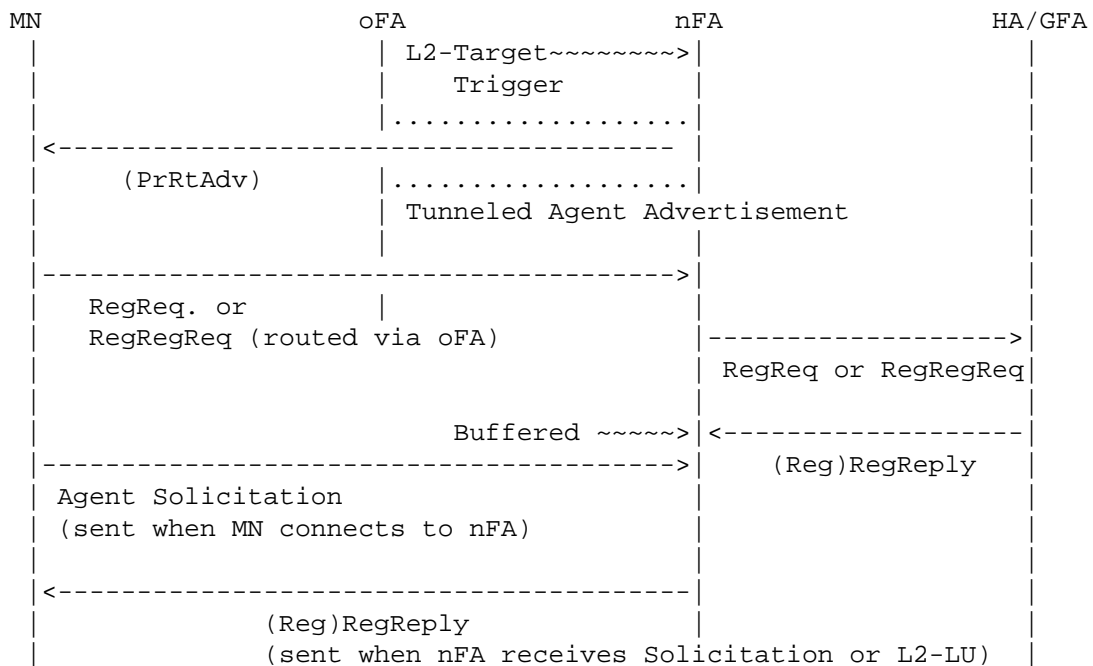 MN oFA nFA HA/GFA
L2-Target~~~~~~~~>
Trigger
(PrRtAdv)
Tunneled Agent Advertisement
RegReq. or
RegRegReq (routed via oFA)
RegReq or RegRegReq
Buffered ~~~~~>
(Reg)RegReply
Agent Solicitation
(sent when MN connects to nFA)
(Reg)RegReply
(sent when nFA receives Solicitation or L2-LU)